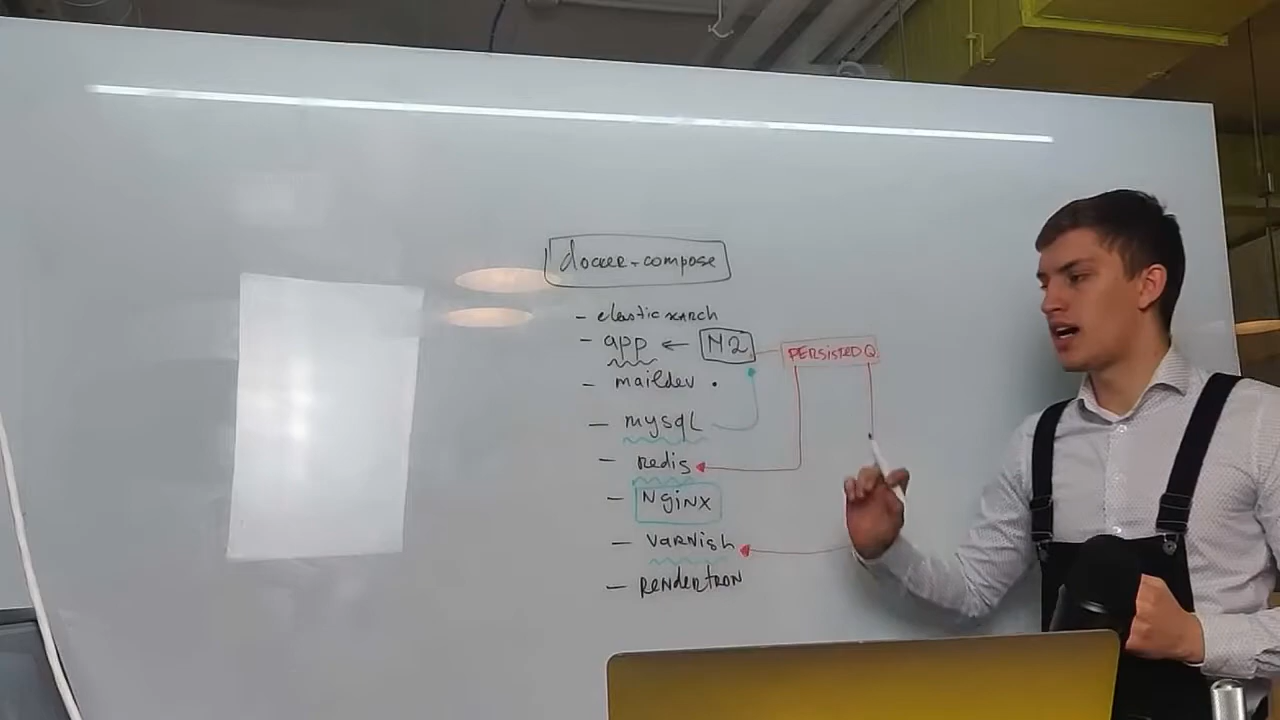 docker-compose
- elasticsearch
- app ← M2 PERSISTED Q
- maildev
- mysql
- redis
- Nginx
- varnish
- RENDERTRON